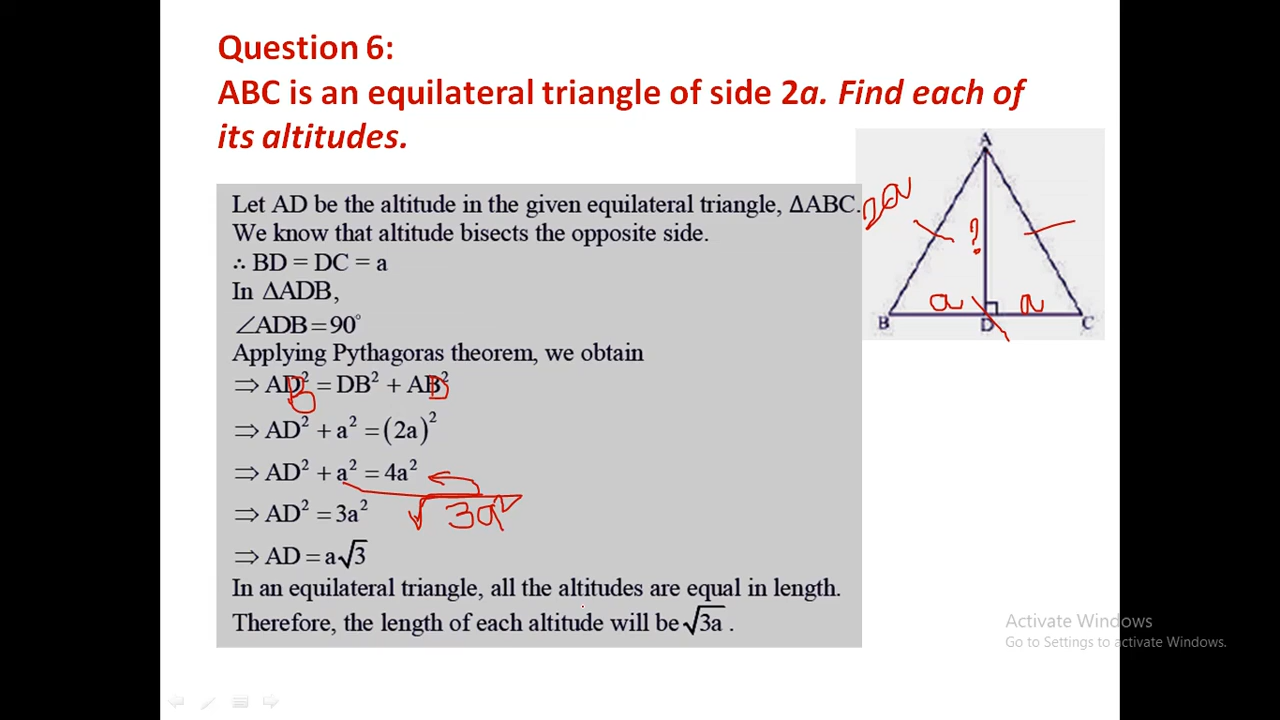 Question 6:
ABC is an equilateral triangle of side 2a. Find each of
its altitudes.
Let AD be the altitude in the given equilateral triangle, ΔABC.
We know that altitude bisects the opposite side.
∴ BD = DC = a
In ΔADB,
∠ADB = 90°
Applying Pythagoras theorem, we obtain
⇒ AD² = DB² + AB²
B D
⇒ AD² + a² = (2a)²
⇒ AD² + a² = 4a²
⇒ AD² = 3a²
√3a²
⇒ AD = a√3
In an equilateral triangle, all the altitudes are equal in length.
Therefore, the length of each altitude will be √3a .
A
2a
?
a a
B D C
Activate Windows
Go to Settings to activate Windows.